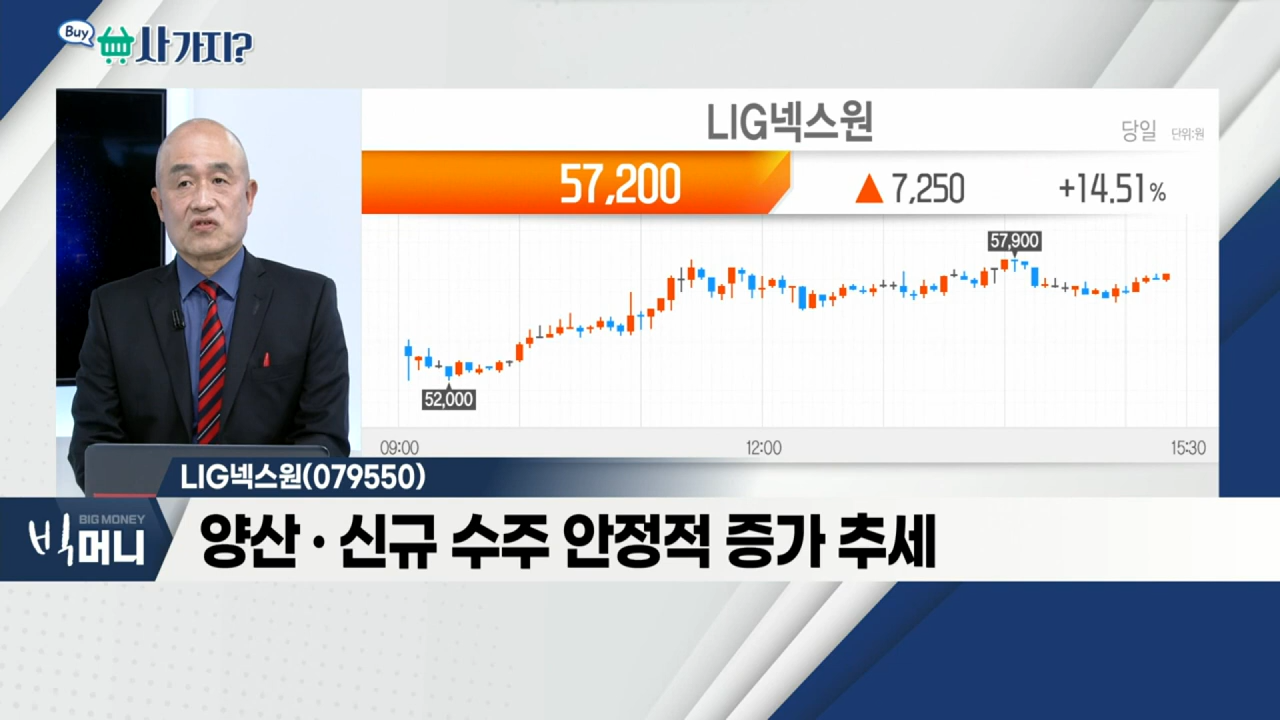 Buy 사가지?
LIG넥스원
당일 단위:원
57,200 ▲ 7,250 +14.51%
57,900
52,000
09:00 12:00 15:30
LIG넥스원(079550)
BIG MONEY
빅머니
양산·신규 수주 안정적 증가 추세